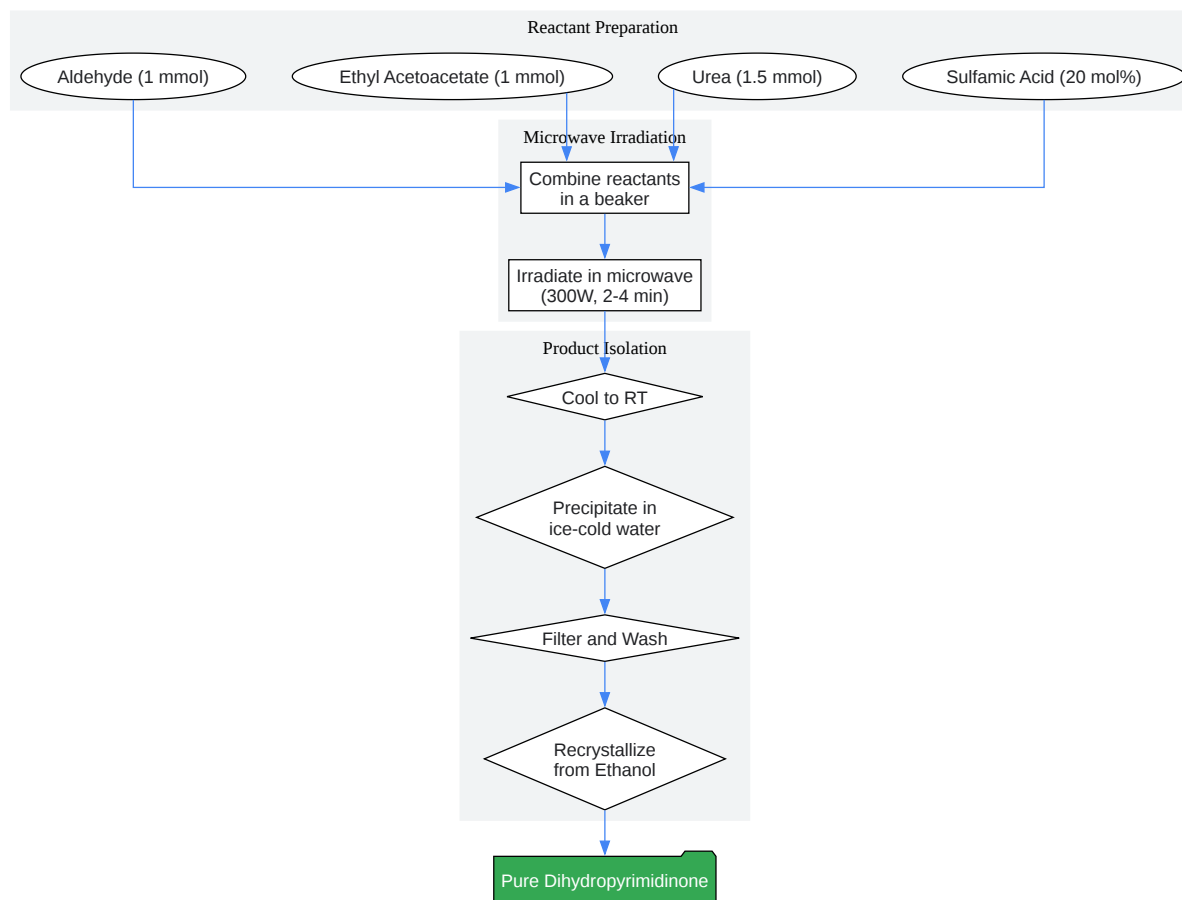 Reactant Preparation
Aldehyde (1 mmol)
Ethyl Acetoacetate (1 mmol)
Urea (1.5 mmol)
Sulfamic Acid (20 mol%)
Microwave Irradiation
Combine reactants
in a beaker
Irradiate in microwave
(300W, 2-4 min)
Product Isolation
Cool to RT
Precipitate in
ice-cold water
Filter and Wash
Recrystallize
from Ethanol
Pure Dihydropyrimidinone